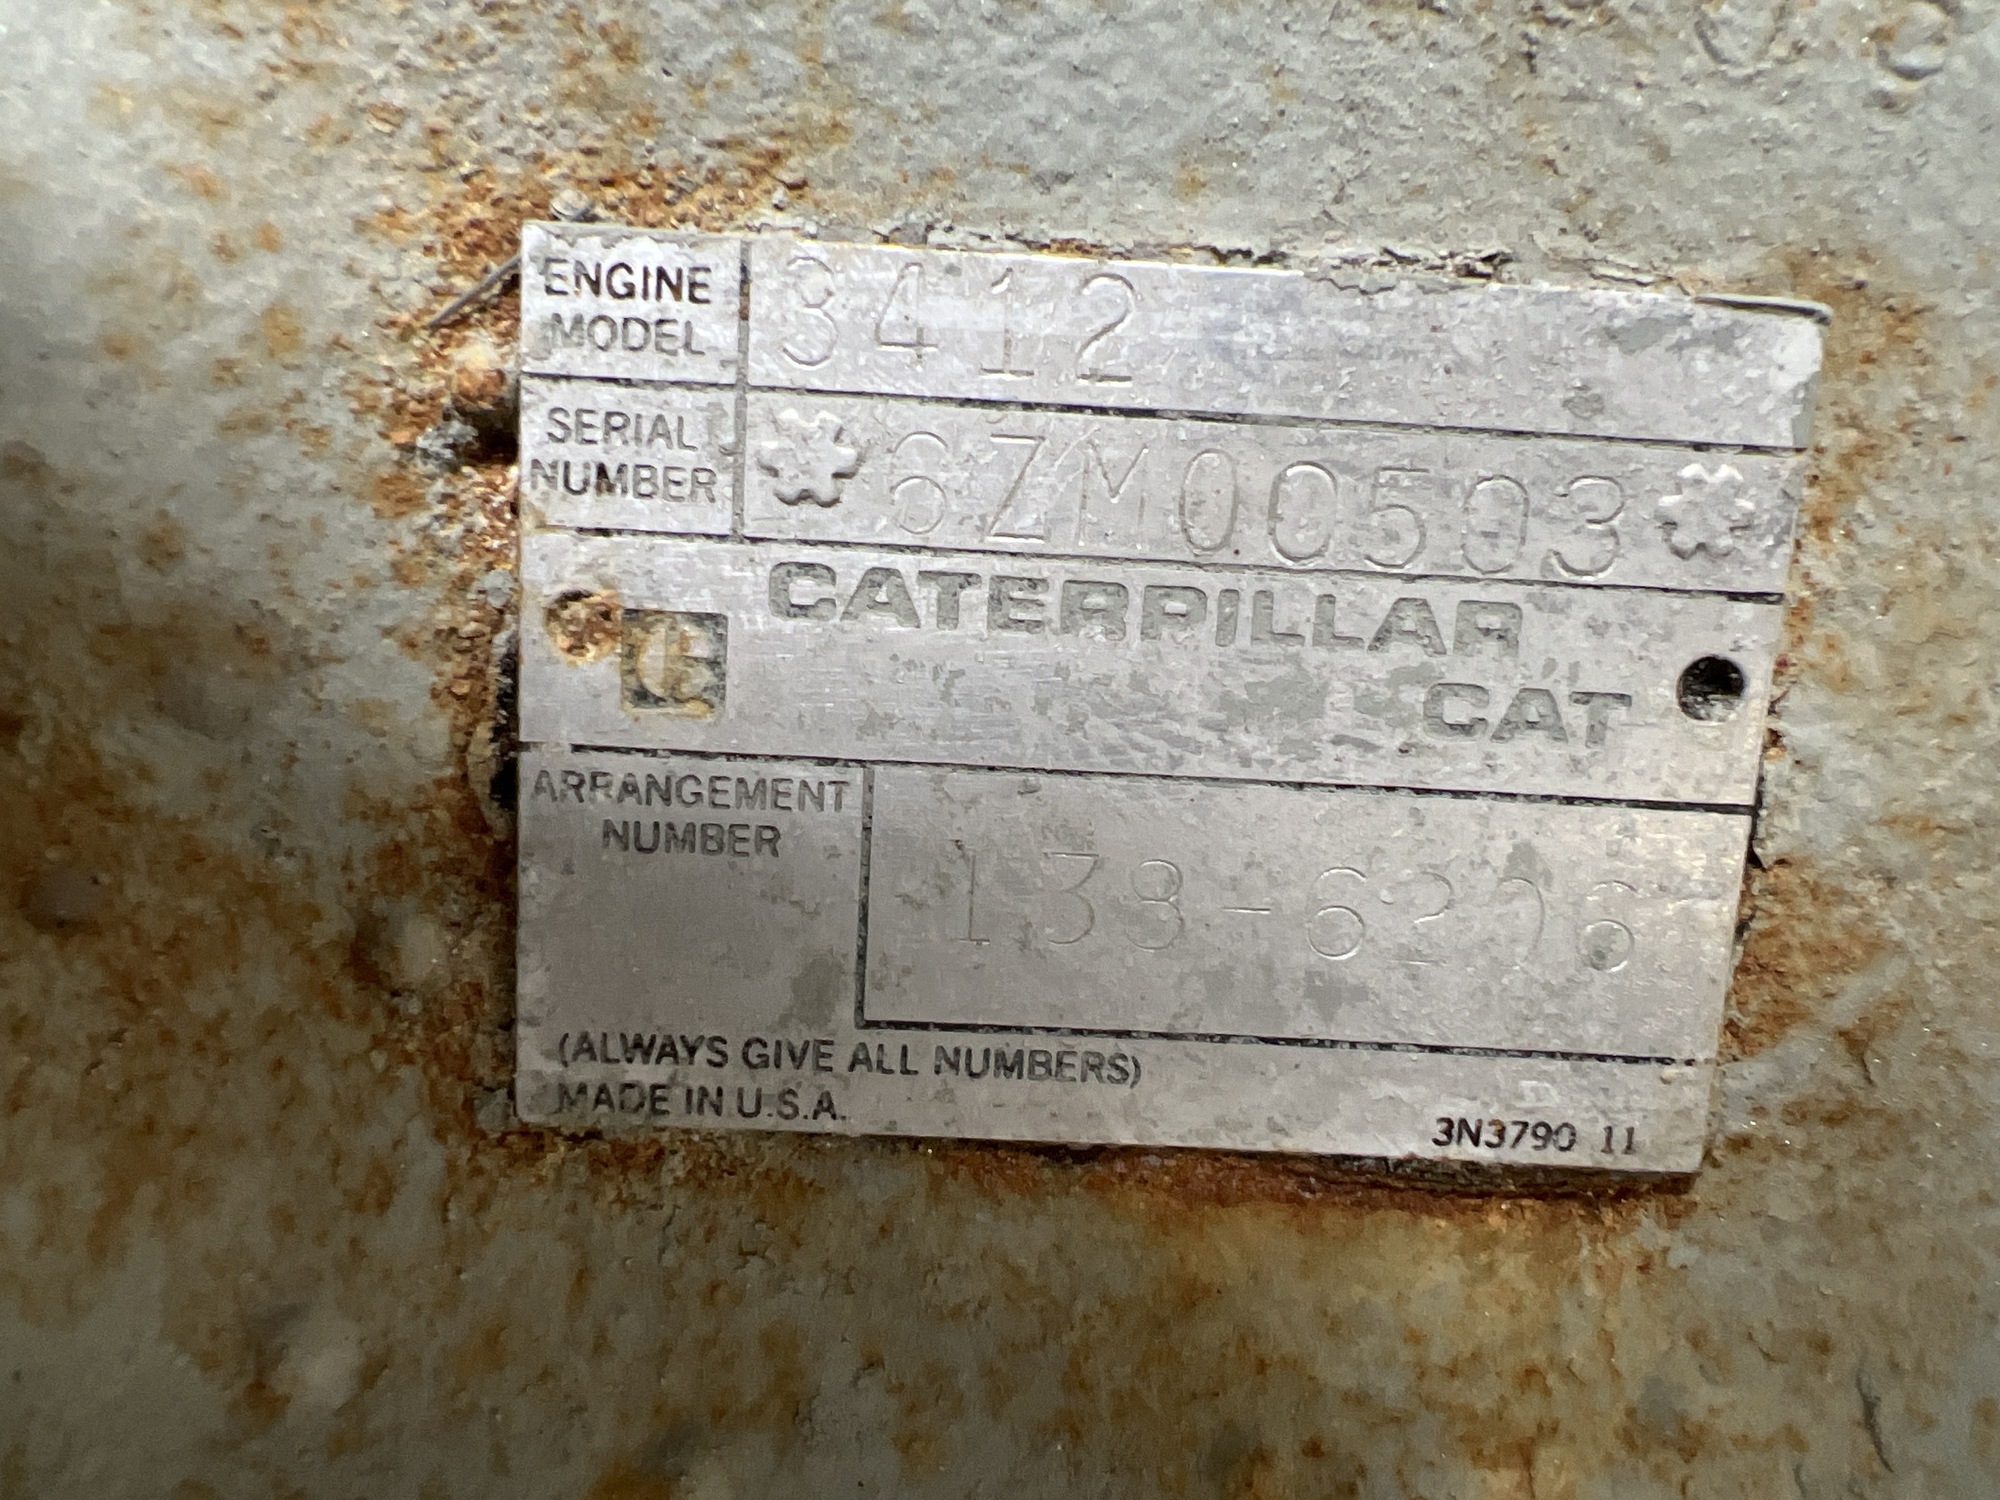 ENGINE MODEL 3412
SERIAL NUMBER 6ZM00503
CATERPILLAR
CAT
ARRANGEMENT NUMBER 138-6206
(ALWAYS GIVE ALL NUMBERS)
MADE IN U.S.A.
3N3790 11